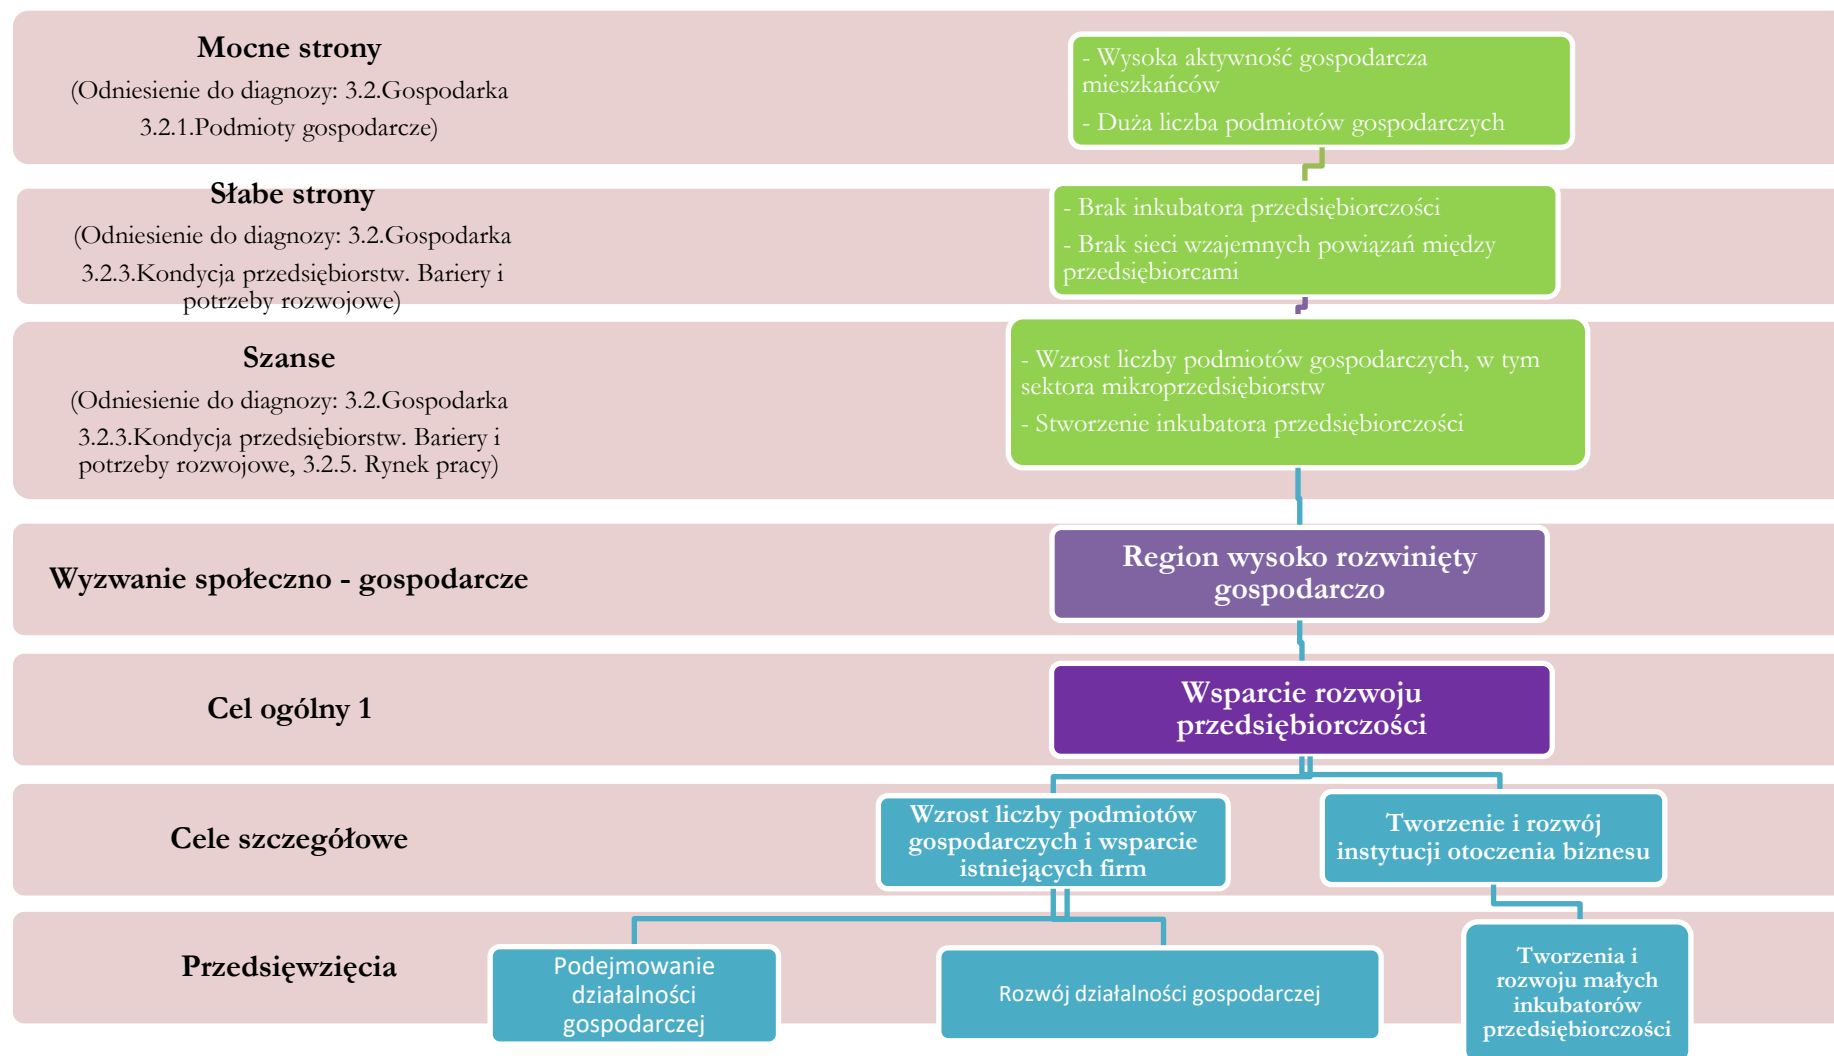 Mocne strony
(Odniesienie do diagnozy: 3.2.Gospodarka
3.2.1.Podmioty gospodarcze)
- Wysoka aktywność gospodarcza
mieszkańców
- Duża liczba podmiotów gospodarczych
Słabe strony
(Odniesienie do diagnozy: 3.2.Gospodarka
3.2.3.Kondycja przedsiębiorstw. Bariery i
potrzeby rozwojowe)
- Brak inkubatora przedsiębiorczości
- Brak sieci wzajemnych powiązań między
przedsiębiorcami
Szanse
(Odniesienie do diagnozy: 3.2.Gospodarka
3.2.3.Kondycja przedsiębiorstw. Bariery i
potrzeby rozwojowe, 3.2.5. Rynek pracy)
- Wzrost liczby podmiotów gospodarczych, w tym
sektora mikroprzedsiębiorstw
- Stworzenie inkubatora przedsiębiorczości
Wyzwanie społeczno - gospodarcze
Region wysoko rozwinięty
gospodarczo
Cel ogólny 1
Wsparcie rozwoju
przedsiębiorczości
Cele szczegółowe
Wzrost liczby podmiotów
gospodarczych i wsparcie
istniejących firm
Tworzenie i rozwój
instytucji otoczenia biznesu
Przedsięwzięcia
Podejmowanie
działalności
gospodarczej
Rozwój działalności gospodarczej
Tworzenia i
rozwoju małych
inkubatorów
przedsiębiorczości